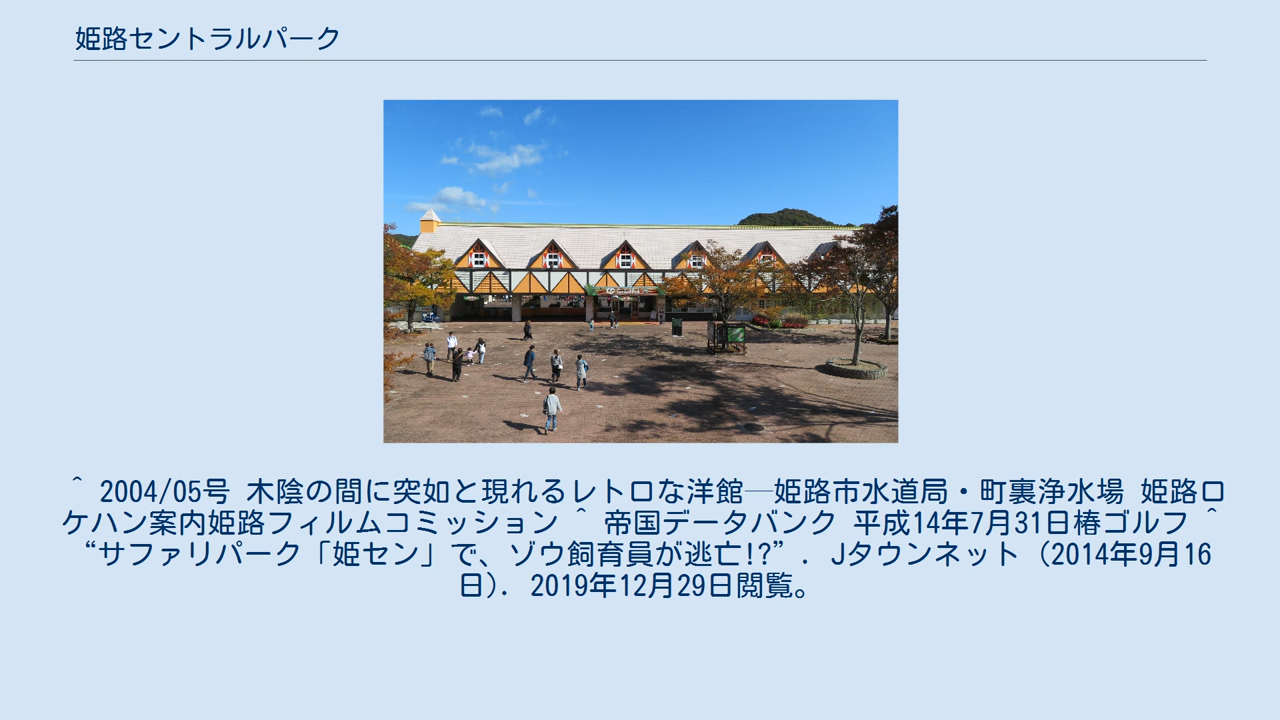 姫路セントラルパーク
^ 2004/05号 木陰の間に突如と現れるレトロな洋館─姫路市水道局・町裏浄水場 姫路ロ
ケハン案内姫路フィルムコミッション ^ 帝国データバンク 平成14年7月31日椿ゴルフ ^
“サファリパーク「姫セン」で、ゾウ飼育員が逃亡!?”. Jタウンネット (2014年9月16
日). 2019年12月29日閲覧。